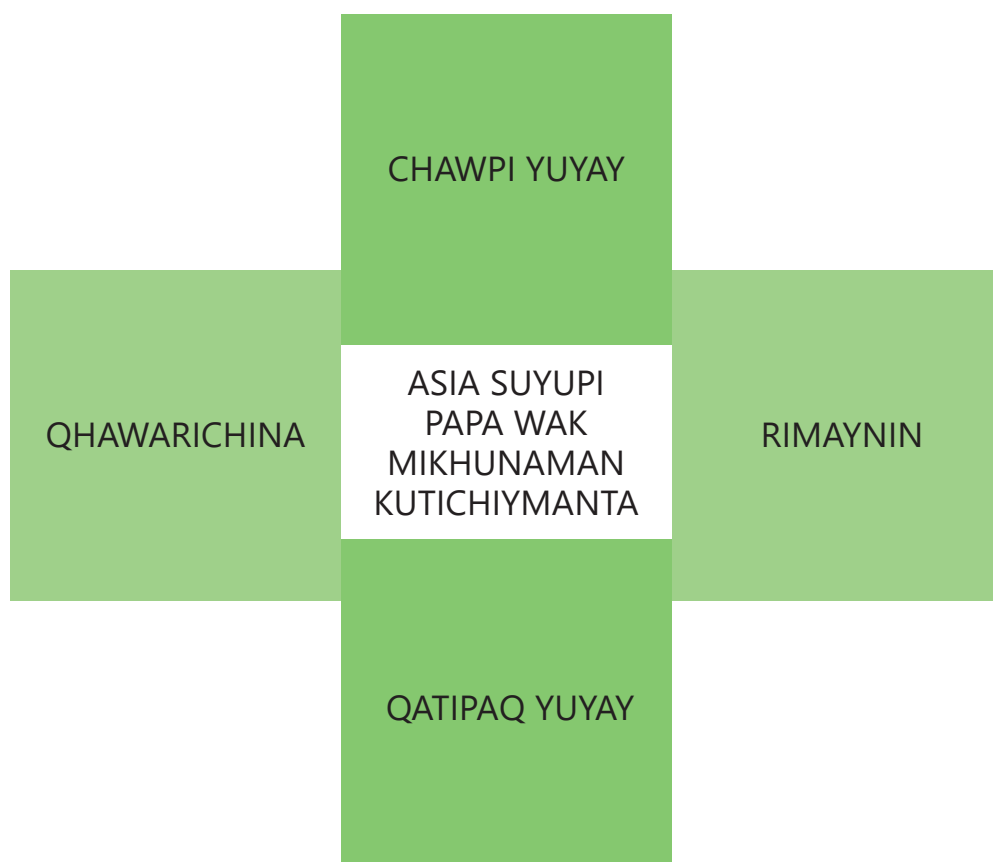 CHAWPI YUYAY
QHAWARICHINA
ASIA SUYUPI
PAPA WAK
MIKHUNAMAN
KUTICHIYMANTA
RIMAYNIN
QATIPAQ YUYAY